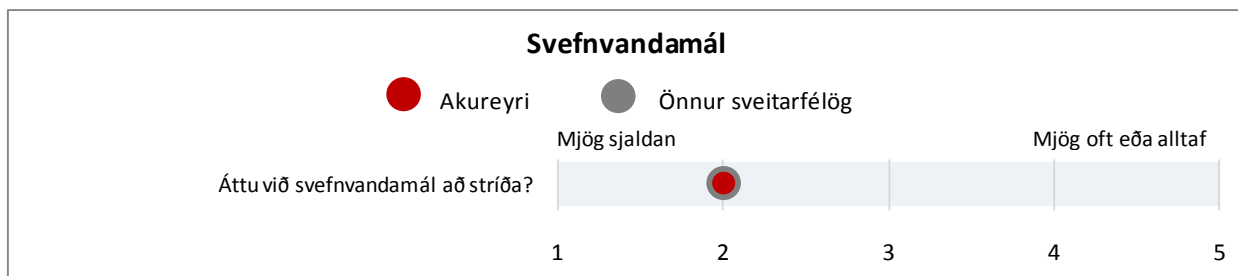 Svefnvandamál
Akureyri Önnur sveitarfélög
Mjög sjaldan Mjög oft eða alltaf
Áttu við svefnvandamál að stríða?
1 2 3 4 5